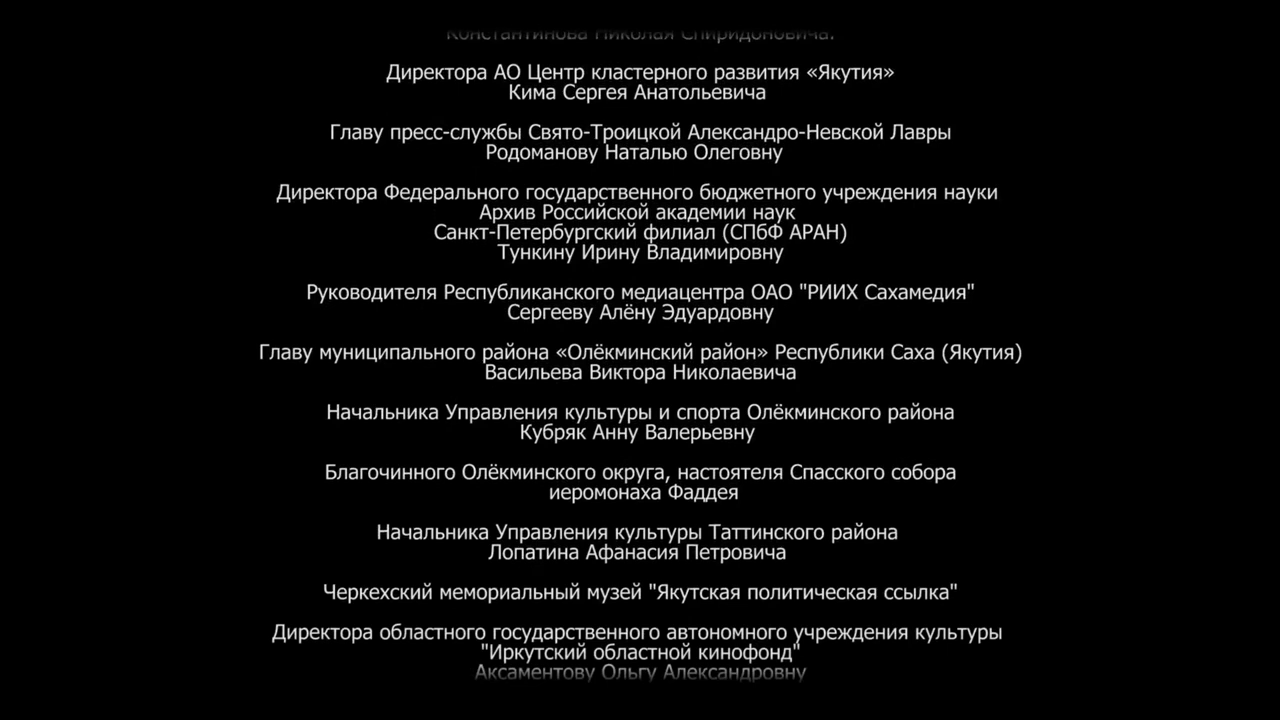 Константинова Николая Спиридоновича.
Директора АО Центр кластерного развития «Якутия»
Кима Сергея Анатольевича
Главу пресс-службы Свято-Троицкой Александро-Невской Лавры
Родоманову Наталью Олеговну
Директора Федерального государственного бюджетного учреждения науки
Архив Российской академии наук
Санкт-Петербургский филиал (СПбФ АРАН)
Тункину Ирину Владимировну
Руководителя Республиканского медиацентра ОАО "РИИХ Сахамедия"
Сергееву Алёну Эдуардовну
Главу муниципального района «Олёкминский район» Республики Саха (Якутия)
Васильева Виктора Николаевича
Начальника Управления культуры и спорта Олёкминского района
Кубряк Анну Валерьевну
Благочинного Олёкминского округа, настоятеля Спасского собора
иеромонаха Фаддея
Начальника Управления культуры Таттинского района
Лопатина Афанасия Петровича
Черкехский мемориальный музей "Якутская политическая ссылка"
Директора областного государственного автономного учреждения культуры
"Иркутский областной кинофонд"
Аксаментову Ольгу Александровну